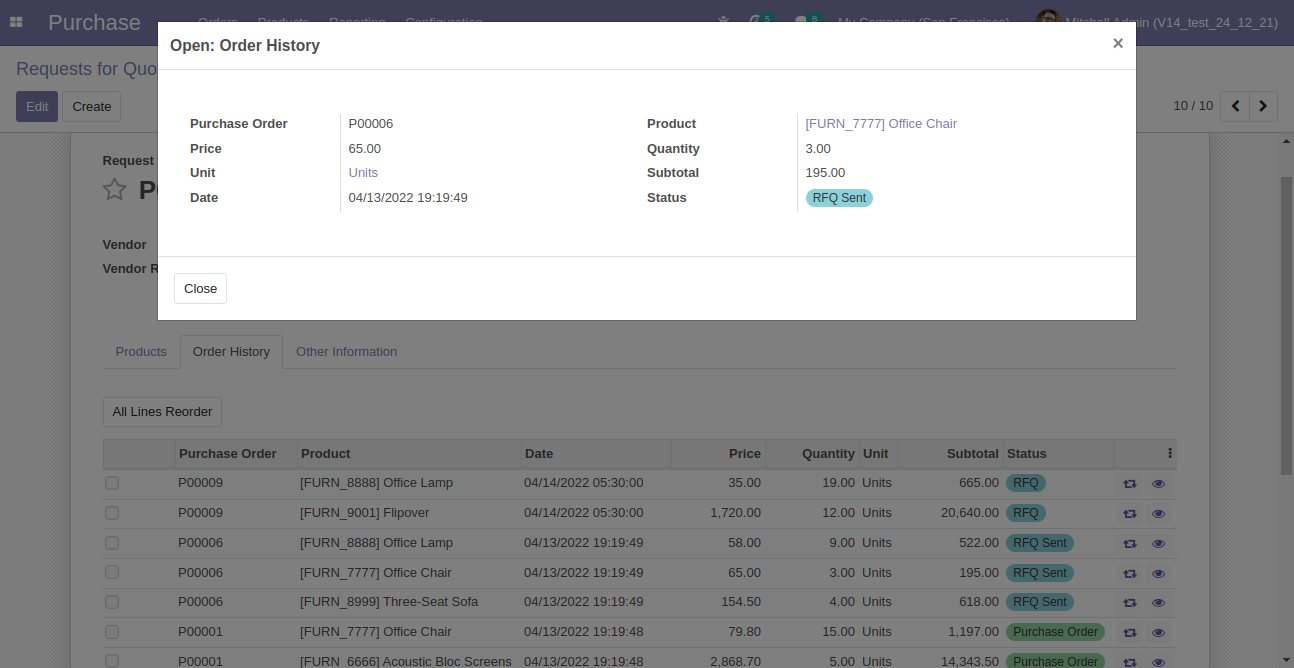 Purchase Orders Products Reporting Configuration 5 8 My Company (San Francisco) Mitchell Admin (V14_test_24_12_21)
Open: Order History ×
Requests for Quo
Edit Create 10 / 10
Purchase Order P00006 Product [FURN_7777] Office Chair
Price 65.00 Quantity 3.00
Unit Units Subtotal 195.00
Date 04/13/2022 19:19:49 Status RFQ Sent
Request
P
Vendor
Vendor R
Close
Products Order History Other Information
All Lines Reorder
Purchase Order Product Date Price Quantity Unit Subtotal Status
P00009 [FURN_8888] Office Lamp 04/14/2022 05:30:00 35.00 19.00 Units 665.00 RFQ
P00009 [FURN_9001] Flipover 04/14/2022 05:30:00 1,720.00 12.00 Units 20,640.00 RFQ
P00006 [FURN_8888] Office Lamp 04/13/2022 19:19:49 58.00 9.00 Units 522.00 RFQ Sent
P00006 [FURN_7777] Office Chair 04/13/2022 19:19:49 65.00 3.00 Units 195.00 RFQ Sent
P00006 [FURN_8999] Three-Seat Sofa 04/13/2022 19:19:49 154.50 4.00 Units 618.00 RFQ Sent
P00001 [FURN_7777] Office Chair 04/13/2022 19:19:48 79.80 15.00 Units 1,197.00 Purchase Order
P00001 [FURN_6666] Acoustic Bloc Screens 04/13/2022 19:19:48 2,868.70 5.00 Units 14,343.50 Purchase Order